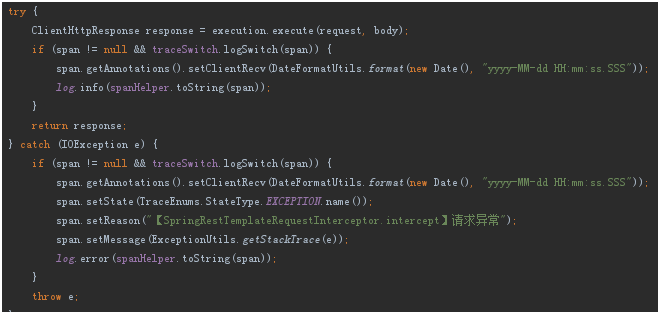 try {
ClientHttpResponse response = execution.execute(request, body);
if (span != null && traceSwitch.logSwitch(span)) {
span.getAnnotations().setClientRecv(DateFormatUtils.format(new Date(), "yyyy-MM-dd HH:mm:ss.SSS"));
log.info(spanHelper.toString(span));
}
return response;
} catch (IOException e) {
if (span != null && traceSwitch.logSwitch(span)) {
span.getAnnotations().setClientRecv(DateFormatUtils.format(new Date(), "yyyy-MM-dd HH:mm:ss.SSS"));
span.setState(TraceEnums.StateType.EXCEPTION.name());
span.setReason("【SpringRestTemplateRequestInterceptor.intercept】请求异常");
span.setMessage(ExceptionUtils.getStackTrace(e));
log.error(spanHelper.toString(span));
}
throw e;